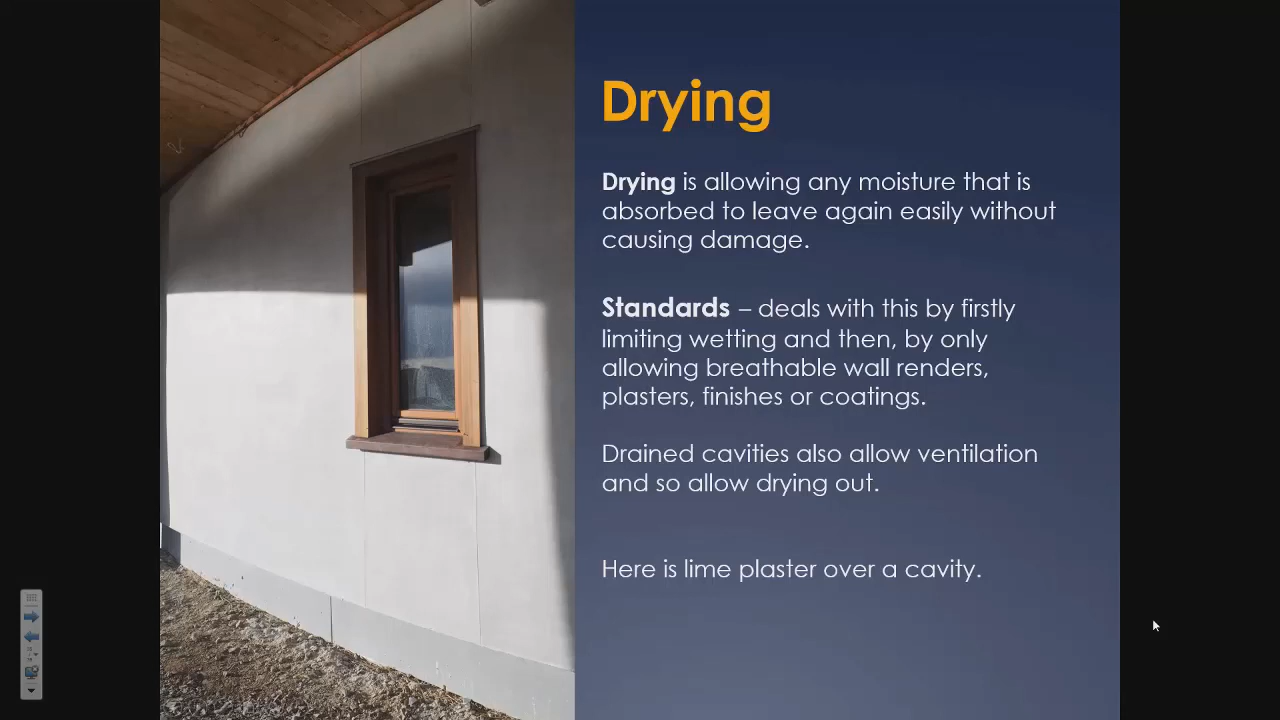 Drying
Drying is allowing any moisture that is
absorbed to leave again easily without
causing damage.
Standards – deals with this by firstly
limiting wetting and then, by only
allowing breathable wall renders,
plasters, finishes or coatings.
Drained cavities also allow ventilation
and so allow drying out.
Here is lime plaster over a cavity.